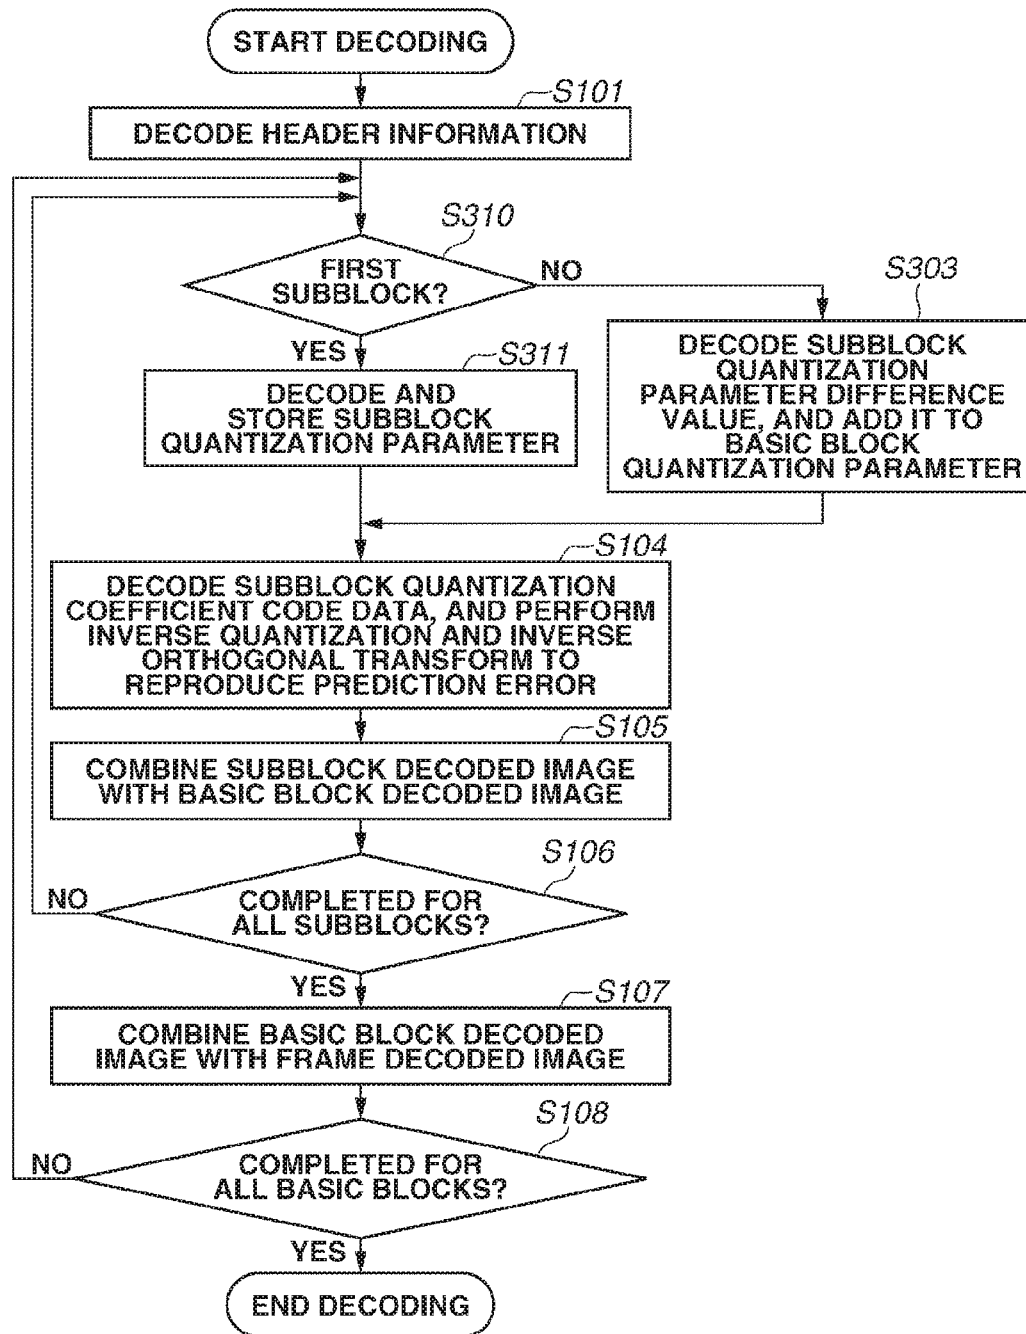 START DECODING
S101
DECODE HEADER INFORMATION
S310
FIRST
SUBBLOCK?
NO
YES
S303
DECODE SUBBLOCK
QUANTIZATION
PARAMETER DIFFERENCE
VALUE, AND ADD IT TO
BASIC BLOCK
QUANTIZATION PARAMETER
S311
DECODE AND
STORE SUBBLOCK
QUANTIZATION PARAMETER
S104
DECODE SUBBLOCK QUANTIZATION
COEFFICIENT CODE DATA, AND PERFORM
INVERSE QUANTIZATION AND INVERSE
ORTHOGONAL TRANSFORM TO
REPRODUCE PREDICTION ERROR
S105
COMBINE SUBBLOCK DECODED IMAGE
WITH BASIC BLOCK DECODED IMAGE
S106
NO
COMPLETED FOR
ALL SUBBLOCKS?
YES
S107
COMBINE BASIC BLOCK DECODED
IMAGE WITH FRAME DECODED IMAGE
S108
NO
COMPLETED FOR
ALL BASIC BLOCKS?
YES
END DECODING